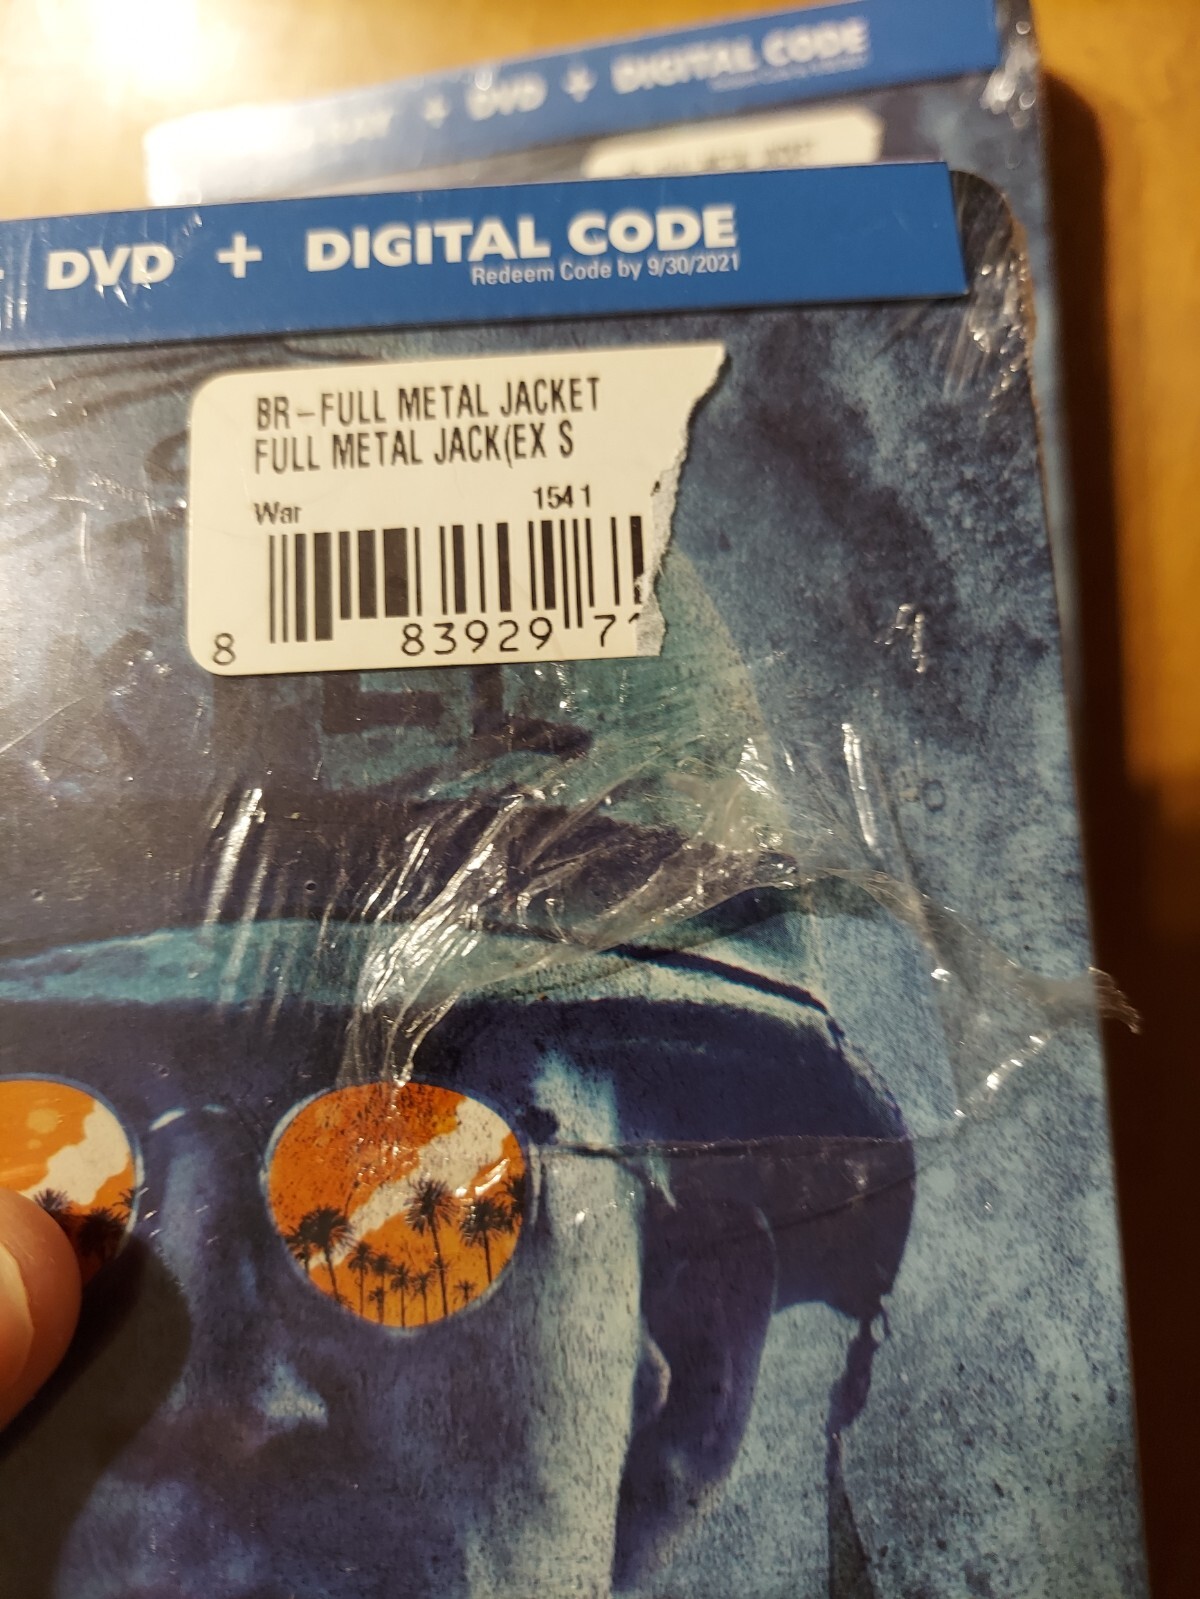 + DVD + DIGITAL CODE
+ DVD + DIGITAL CODE
Redeem Code by 9/30/2021
BR-FULL METAL JACKET
FULL METAL JACK(EX S
War 1541
8 83929 71